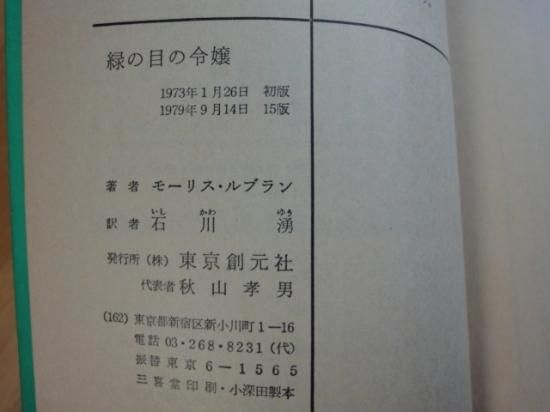 緑の目の令嬢
1973年1月26日 初版
1979年9月14日 15版
著者 モーリス・ルブラン
訳者 石川湧
いし かわ ゆう
発行所 (株) 東京創元社
代表者 秋山孝男
(162) 東京都新宿区新小川町1—16
電話 03・268・8231(代)
振替東京 6—1565
三喜堂印刷・小深田製本